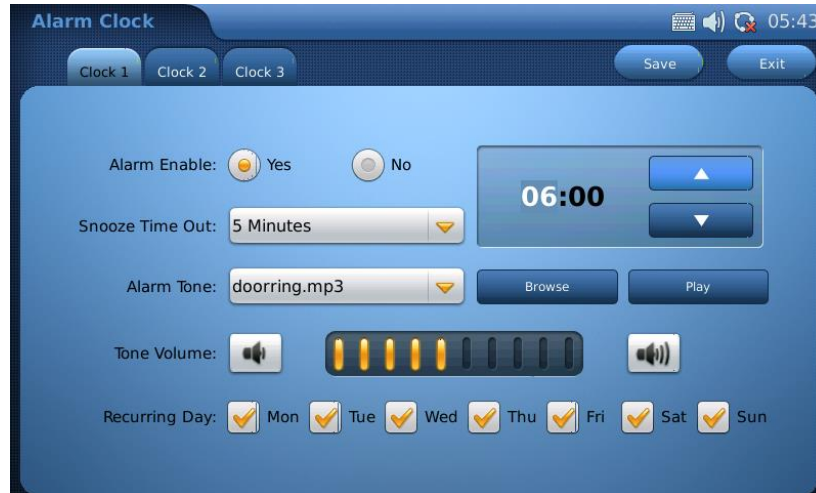 Alarm Clock 05:43
Clock 1 Clock 2 Clock 3 Save Exit
Alarm Enable: Yes No
06:00
Snooze Time Out: 5 Minutes
Alarm Tone: doorring.mp3 Browse Play
Tone Volume:
Recurring Day: Mon Tue Wed Thu Fri Sat Sun